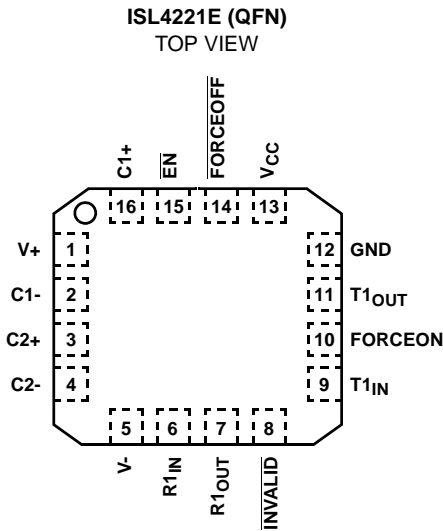 ISL4221E (QFN)
TOP VIEW
C1+
EN
FORCEOFF
VCC
16
15
14
13
V+
1
12
GND
C1-
2
11
T1OUT
C2+
3
10
FORCEON
C2-
4
9
T1IN
5
6
7
8
V-
R1IN
R1OUT
INVALID